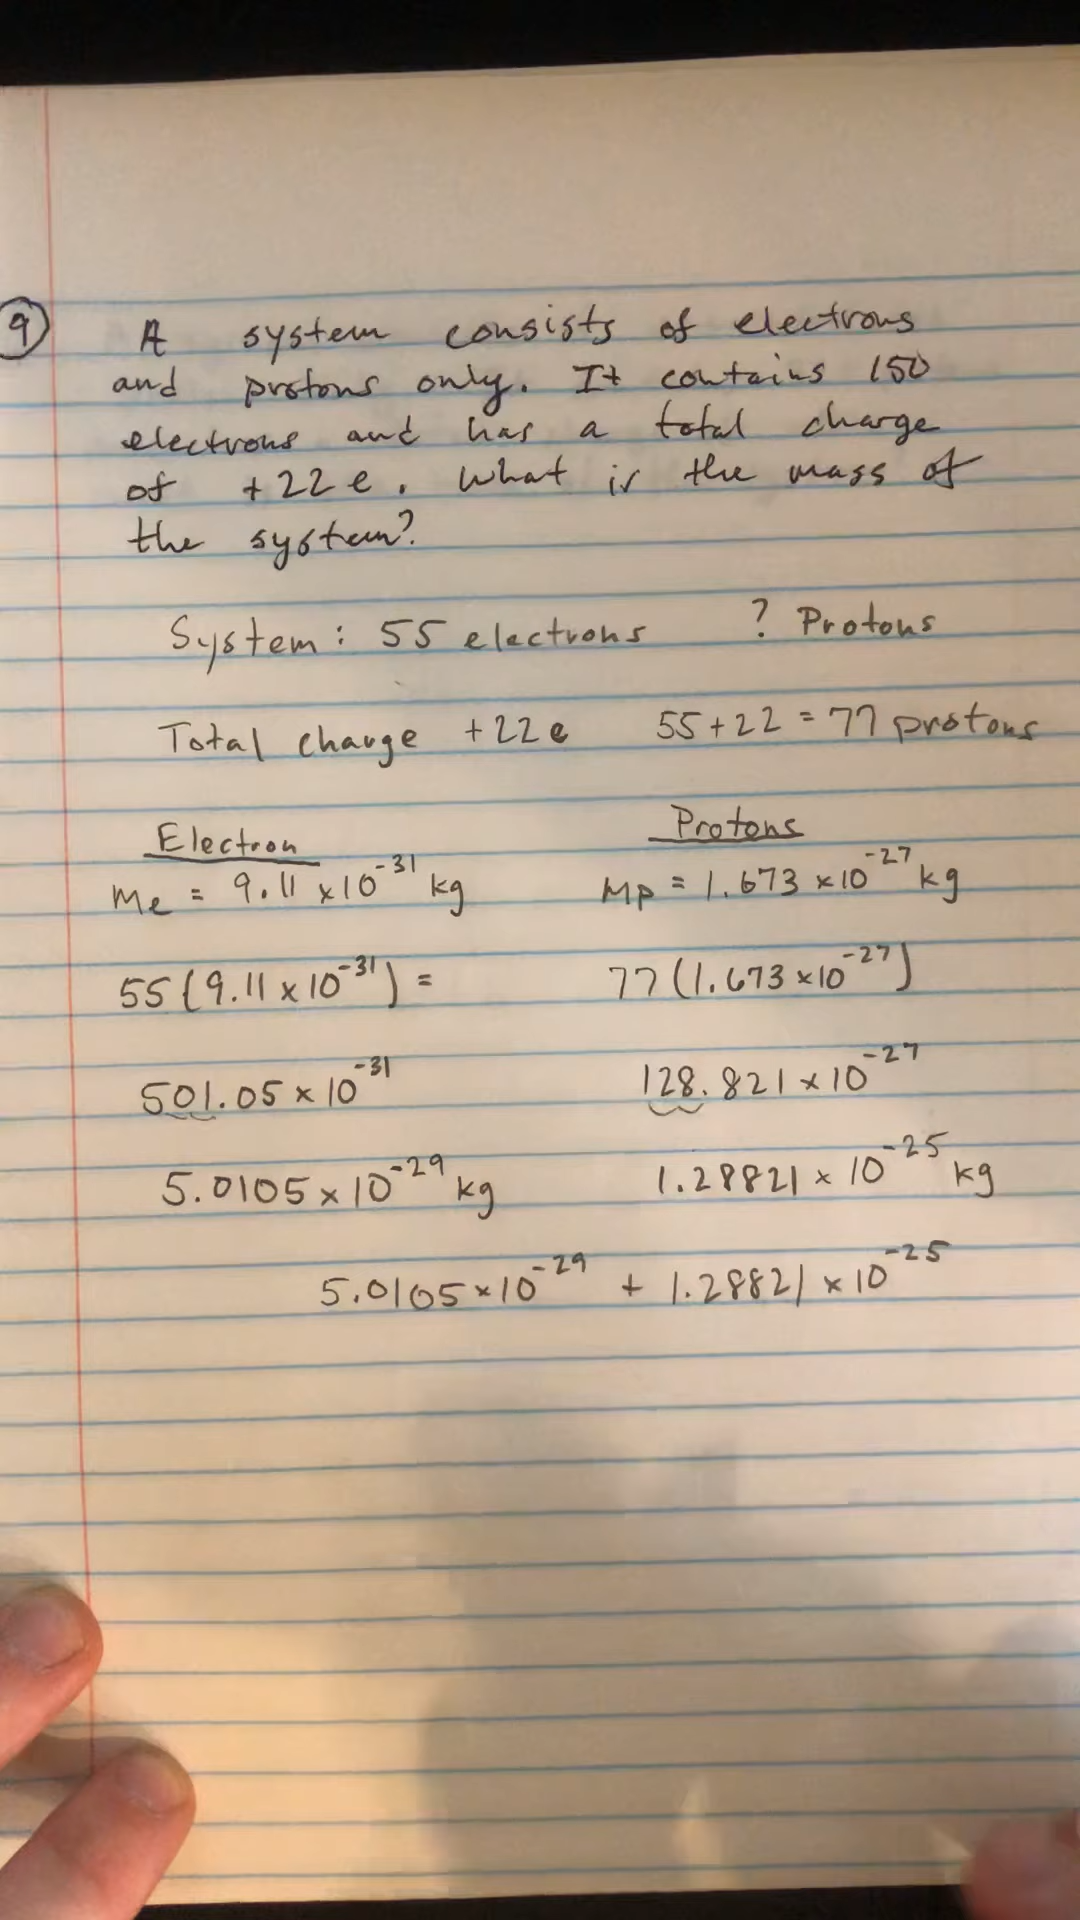 9 A system consists of electrons
and protons only. It contains 150
electrons and has a total charge
of +22 e. What is the mass of
the system?
System: 55 electrons ? Protons
Total charge +22e 55+22 = 77 protons
Electron Protons
Me = 9.11 x10⁻³¹ kg Mp = 1.673 x10⁻²⁷ kg
55(9.11 x 10⁻³¹) = 77(1.673 x10⁻²⁷)
501.05 x 10⁻³¹ 128.821 x 10⁻²⁷
5.0105 x 10⁻²⁹ kg 1.28821 x 10⁻²⁵ kg
5.0105 x 10⁻²⁹ + 1.28821 x 10⁻²⁵